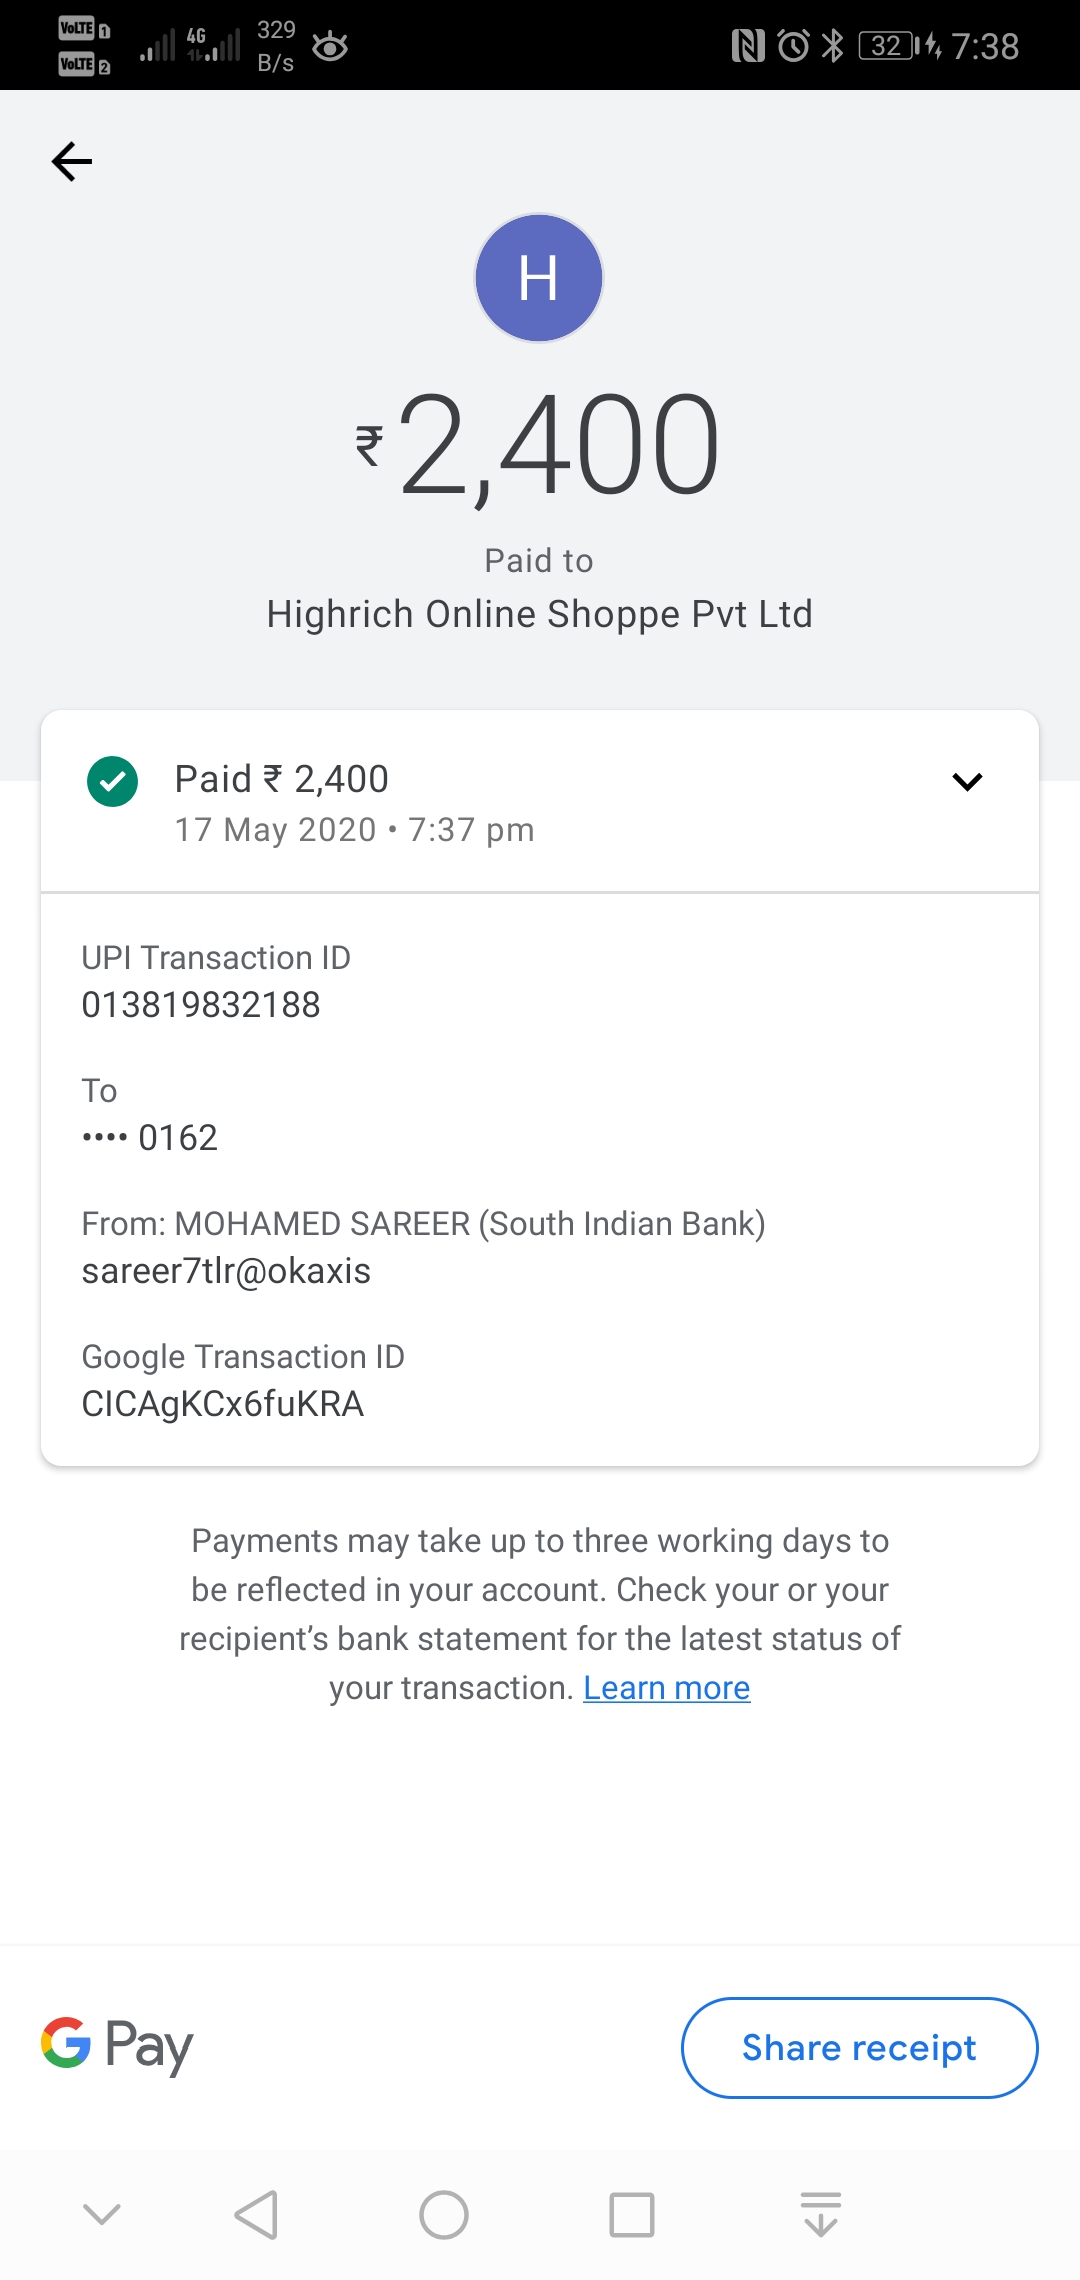 VoLTE 1
VoLTE 2
4G
329
B/s
32
7:38
H
₹2,400
Paid to
Highrich Online Shoppe Pvt Ltd
Paid ₹ 2,400
17 May 2020 • 7:37 pm
UPI Transaction ID
013819832188
To
•••• 0162
From: MOHAMED SAREER (South Indian Bank)
sareer7tlr@okaxis
Google Transaction ID
CICAgKCx6fuKRA
Payments may take up to three working days to
be reflected in your account. Check your or your
recipient’s bank statement for the latest status of
your transaction. Learn more
G Pay
Share receipt